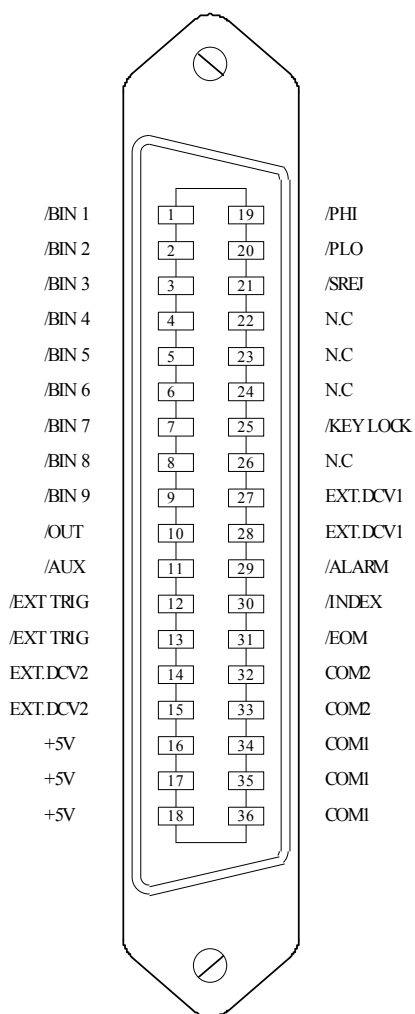 /BIN 1 1 19 /PHI
/BIN 2 2 20 /PLO
/BIN 3 3 21 /SREJ
/BIN 4 4 22 N.C
/BIN 5 5 23 N.C
/BIN 6 6 24 N.C
/BIN 7 7 25 /KEY LOCK
/BIN 8 8 26 N.C
/BIN 9 9 27 EXT.DCV1
/OUT 10 28 EXT.DCV1
/AUX 11 29 /ALARM
/EXT TRIG 12 30 /INDEX
/EXT TRIG 13 31 /EOM
EXT.DCV2 14 32 COM2
EXT.DCV2 15 33 COM2
+5V 16 34 COM1
+5V 17 35 COM1
+5V 18 36 COM1